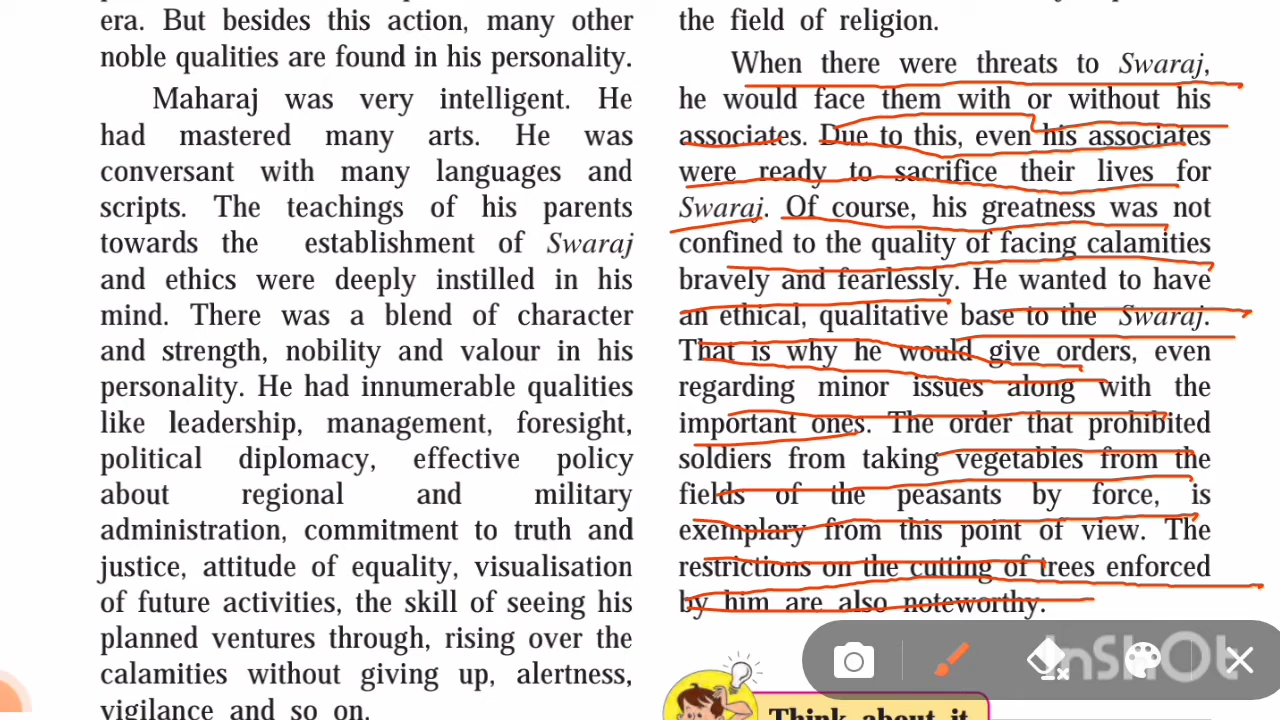 era. But besides this action, many other
noble qualities are found in his personality.
Maharaj was very intelligent. He
had mastered many arts. He was
conversant with many languages and
scripts. The teachings of his parents
towards the establishment of Swaraj
and ethics were deeply instilled in his
mind. There was a blend of character
and strength, nobility and valour in his
personality. He had innumerable qualities
like leadership, management, foresight,
political diplomacy, effective policy
about regional and military
administration, commitment to truth and
justice, attitude of equality, visualisation
of future activities, the skill of seeing his
planned ventures through, rising over the
calamities without giving up, alertness,
vigilance and so on.
the field of religion.
When there were threats to Swaraj,
he would face them with or without his
associates. Due to this, even his associates
were ready to sacrifice their lives for
Swaraj. Of course, his greatness was not
confined to the quality of facing calamities
bravely and fearlessly. He wanted to have
an ethical, qualitative base to the Swaraj.
That is why he would give orders, even
regarding minor issues along with the
important ones. The order that prohibited
soldiers from taking vegetables from the
fields of the peasants by force, is
exemplary from this point of view. The
restrictions on the cutting of trees enforced
by him are also noteworthy.
InShOt
Think about it